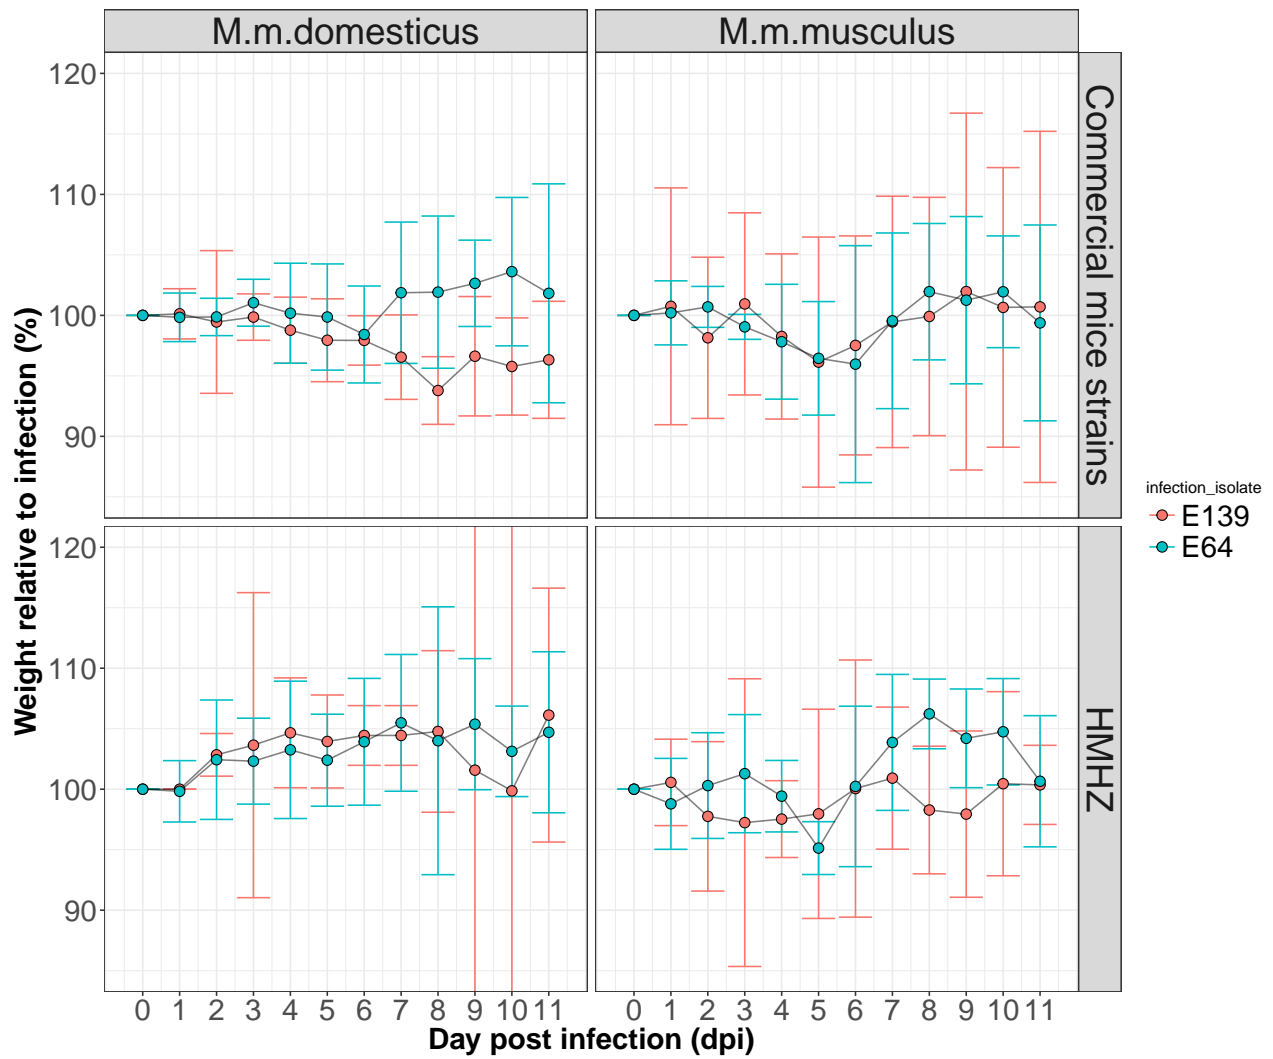 M.m.domesticus
M.m.musculus
120
110
100
90
Commercial mice strains
120
110
100
90
HMHZ
Weight relative to infection (%)
0 1 2 3 4 5 6 7 8 9 10 11
0 1 2 3 4 5 6 7 8 9 10 11
Day post infection (dpi)
infection_isolate
E139
E64